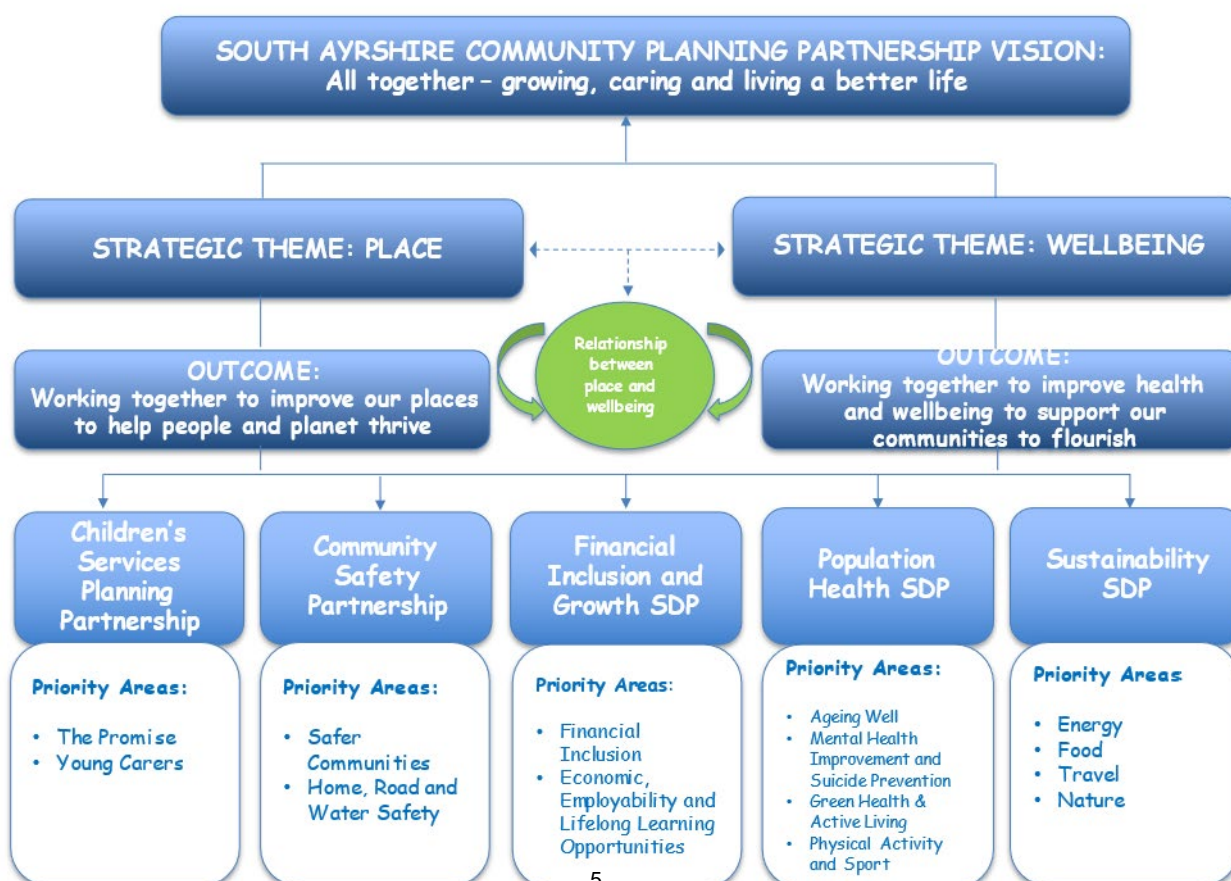 SOUTH AYRSHIRE COMMUNITY PLANNING PARTNERSHIP VISION:
All together – growing, caring and living a better life
STRATEGIC THEME: PLACE
STRATEGIC THEME: WELLBEING
Relationship
between
place and
wellbeing
OUTCOME:
Working together to improve our places
to help people and planet thrive
OUTCOME:
Working together to improve health
and wellbeing to support our
communities to flourish
Children's
Services
Planning
Partnership
Priority Areas:
• The Promise
• Young Carers
Community
Safety
Partnership
Priority Areas:
• Safer
Communities
• Home, Road and
Water Safety
Financial
Inclusion and
Growth SDP
Priority Areas:
• Financial
Inclusion
• Economic,
Employability and
Lifelong Learning
Opportunities
Population
Health SDP
Priority Areas:
• Ageing Well
• Mental Health
Improvement and
Suicide Prevention
• Green Health &
Active Living
• Physical Activity
and Sport
Sustainability
SDP
Priority Areas
• Energy
• Food
• Travel
• Nature
5